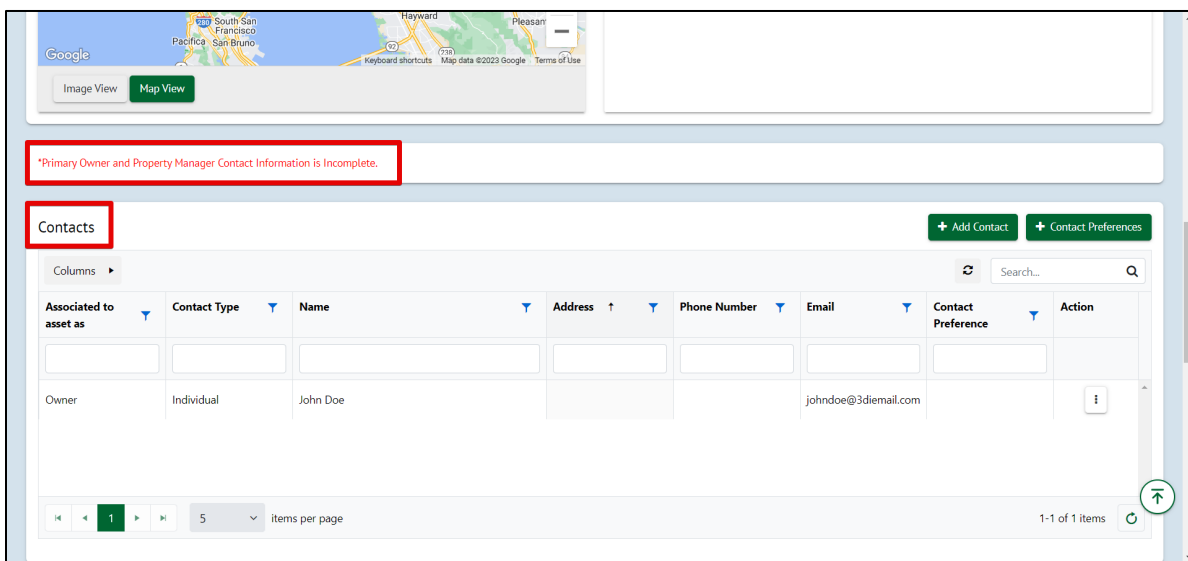 280 South San
Francisco
Pacifica San Bruno
Hayward
92
238
Google
Keyboard shortcuts Map data ©2023 Google Terms of Use
Image View Map View
*Primary Owner and Property Manager Contact Information is Incomplete.
Contacts
+ Add Contact + Contact Preferences
Columns
Search...
Associated to asset as Contact Type Name Address ↑ Phone Number Email Contact Preference Action
Owner Individual John Doe johndoe@3diemail.com
1 5 items per page 1-1 of 1 items